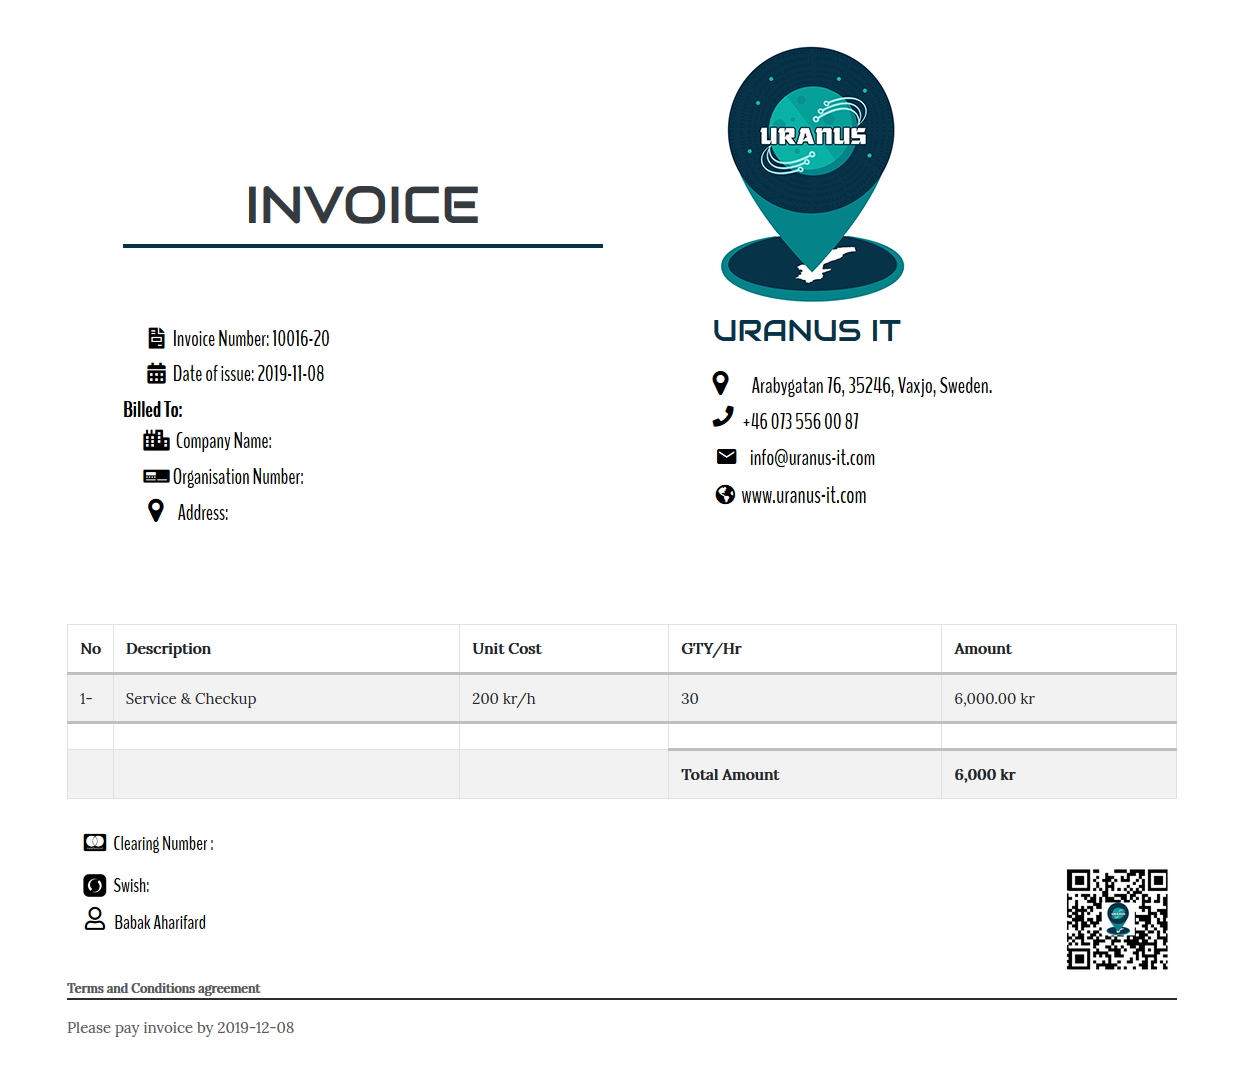 URANUS
INVOICE
URANUS IT
Invoice Number: 10016-20
Date of issue: 2019-11-08
Billed To:
Company Name:
Organisation Number:
Address:
Arabygatan 76, 35246, Vaxjo, Sweden.
+46 073 556 00 87
info@uranus-it.com
www.uranus-it.com
No Description Unit Cost GTY/Hr Amount
1- Service & Checkup 200 kr/h 30 6,000.00 kr
Total Amount 6,000 kr
Clearing Number :
Swish:
Babak Aharifard
URANUS
Terms and Conditions agreement
Please pay invoice by 2019-12-08